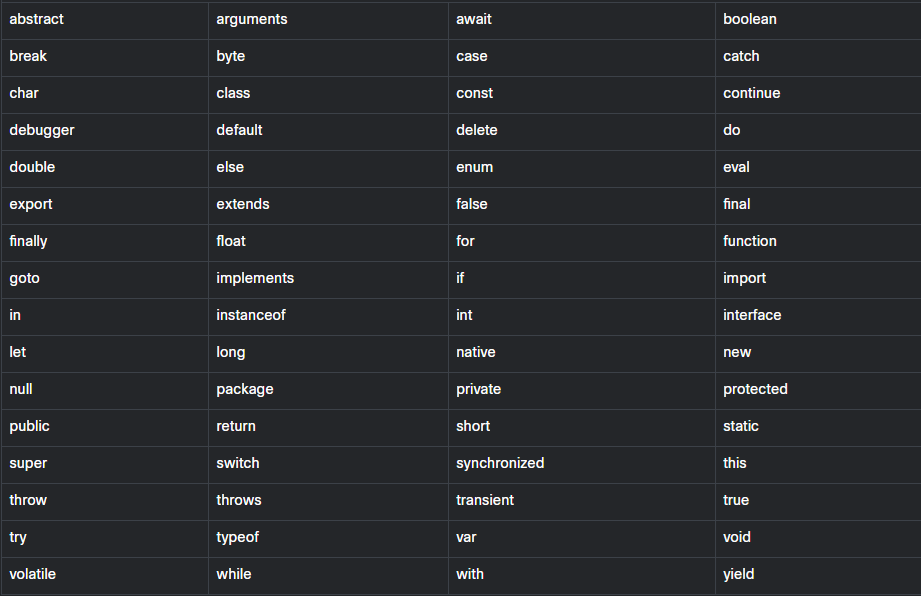 abstract arguments await boolean
break byte case catch
char class const continue
debugger default delete do
double else enum eval
export extends false final
finally float for function
goto implements if import
in instanceof int interface
let long native new
null package private protected
public return short static
super switch synchronized this
throw throws transient true
try typeof var void
volatile while with yield